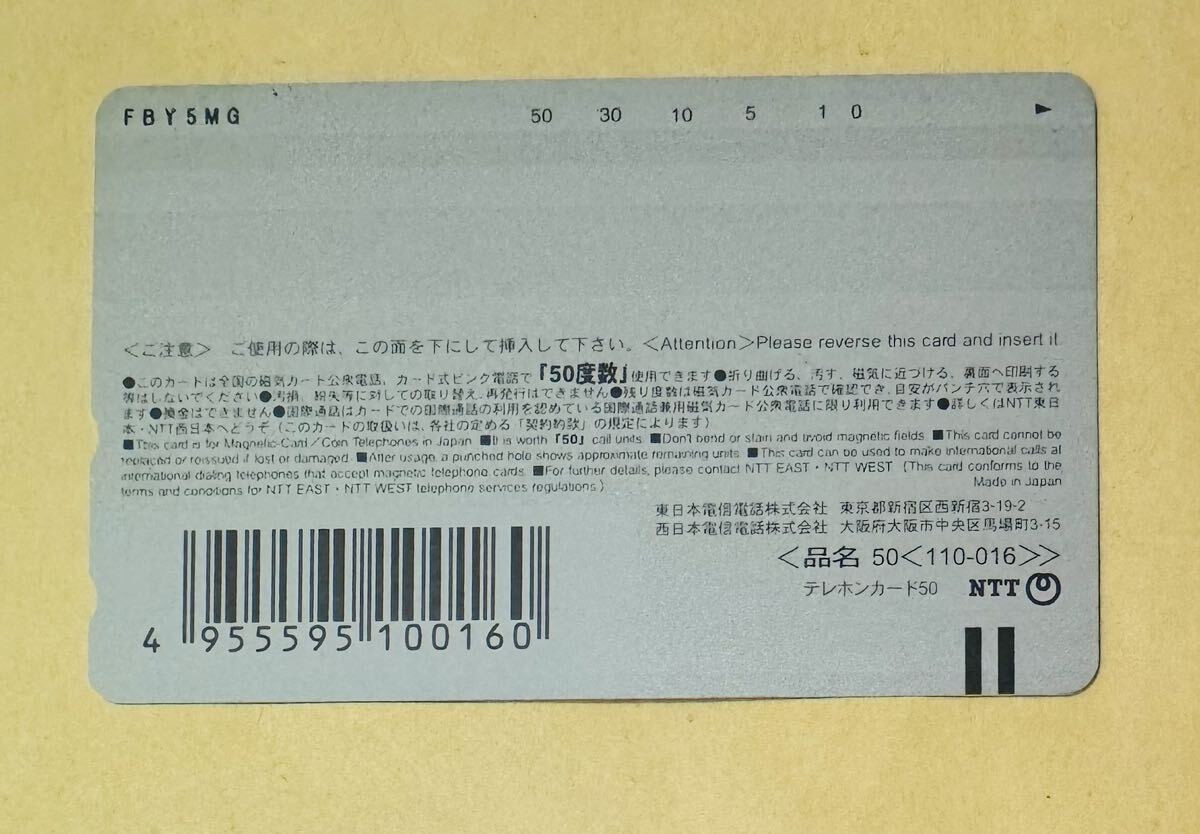 FBY5MG 50 30 10 5 1 0 ►
＜ご注意＞ ご使用の際は、この面を下にして挿入して下さい。＜Attention＞Please reverse this card and insert it.
●このカードは全国の磁気カード公衆電話、カード式ピンク電話で『50度数』使用できます●折り曲げる、汚す、磁気に近づける、裏面へ印刷する
等はしないでください●汚損、紛失等に対しての取り替え、再発行はできません●残り度数は磁気カード公衆電話で確認でき、目安がパンチ穴で表示され
ます●換金はできません●国際通話はカードでの国際通話の利用を認めている国際通話兼用磁気カード公衆電話に限り利用できます●詳しくはNTT東日
本・NTT西日本へどうぞ（このカードの取扱いは、各社の定める「契約約款」の規定によります）
■This card is for Magnetic-Card／Coin Telephones in Japan ■It is worth『50』call units. ■Don't bend or stain and avoid magnetic fields. ■This card cannot be
replaced or reissued if lost or damaged. ■After usage, a punched hole shows approximate remaining units. ■This card can be used to make international calls at
international dialing telephones that accept magnetic telephone cards. ■For further details, please contact NTT EAST・NTT WEST（This card conforms to the
terms and conditions for NTT EAST・NTT WEST telephone services regulations.） Made in Japan
東日本電信電話株式会社 東京都新宿区西新宿3-19-2
西日本電信電話株式会社 大阪府大阪市中央区馬場町3-15
＜品名 50＜110-016＞＞
テレホンカード50 NTT
4 955595 100160